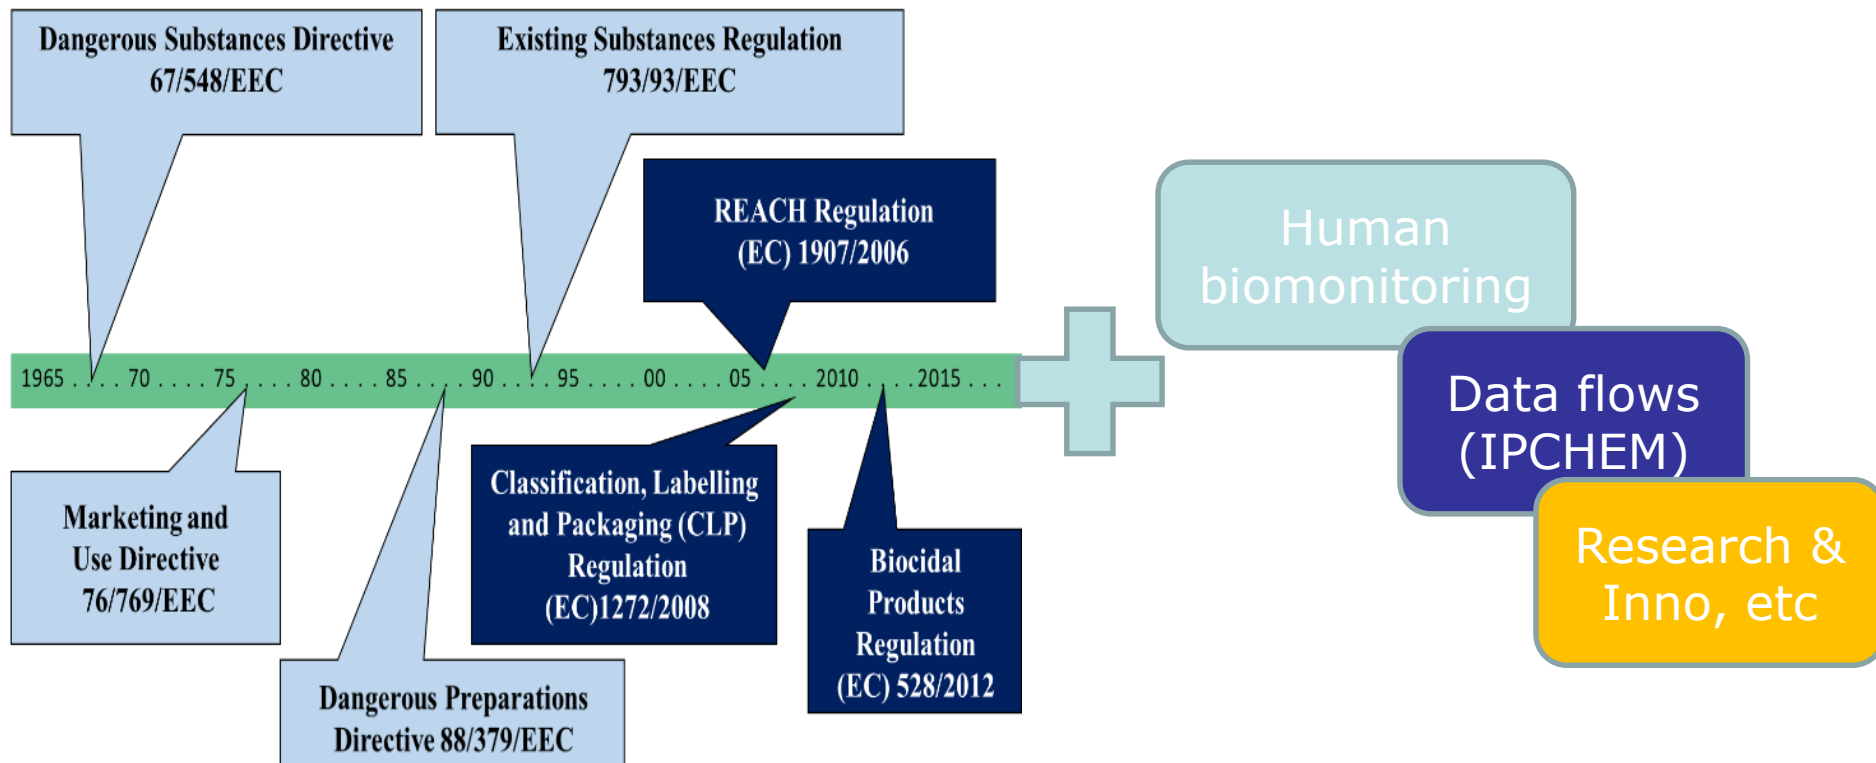 Dangerous Substances Directive
67/548/EEC
Existing Substances Regulation
793/93/EEC
REACH Regulation
(EC) 1907/2006
1965 . . . . 70 . . . . 75 . . . . 80 . . . . 85 . . . . 90 . . . . 95 . . . . 00 . . . . 05 . . . . 2010 . . . . 2015 . . .
Marketing and
Use Directive
76/769/EEC
Dangerous Preparations
Directive 88/379/EEC
Classification, Labelling
and Packaging (CLP)
Regulation
(EC)1272/2008
Biocidal
Products
Regulation
(EC) 528/2012
Human
biomonitoring
Data flows
(IPCHEM)
Research &
Inno, etc